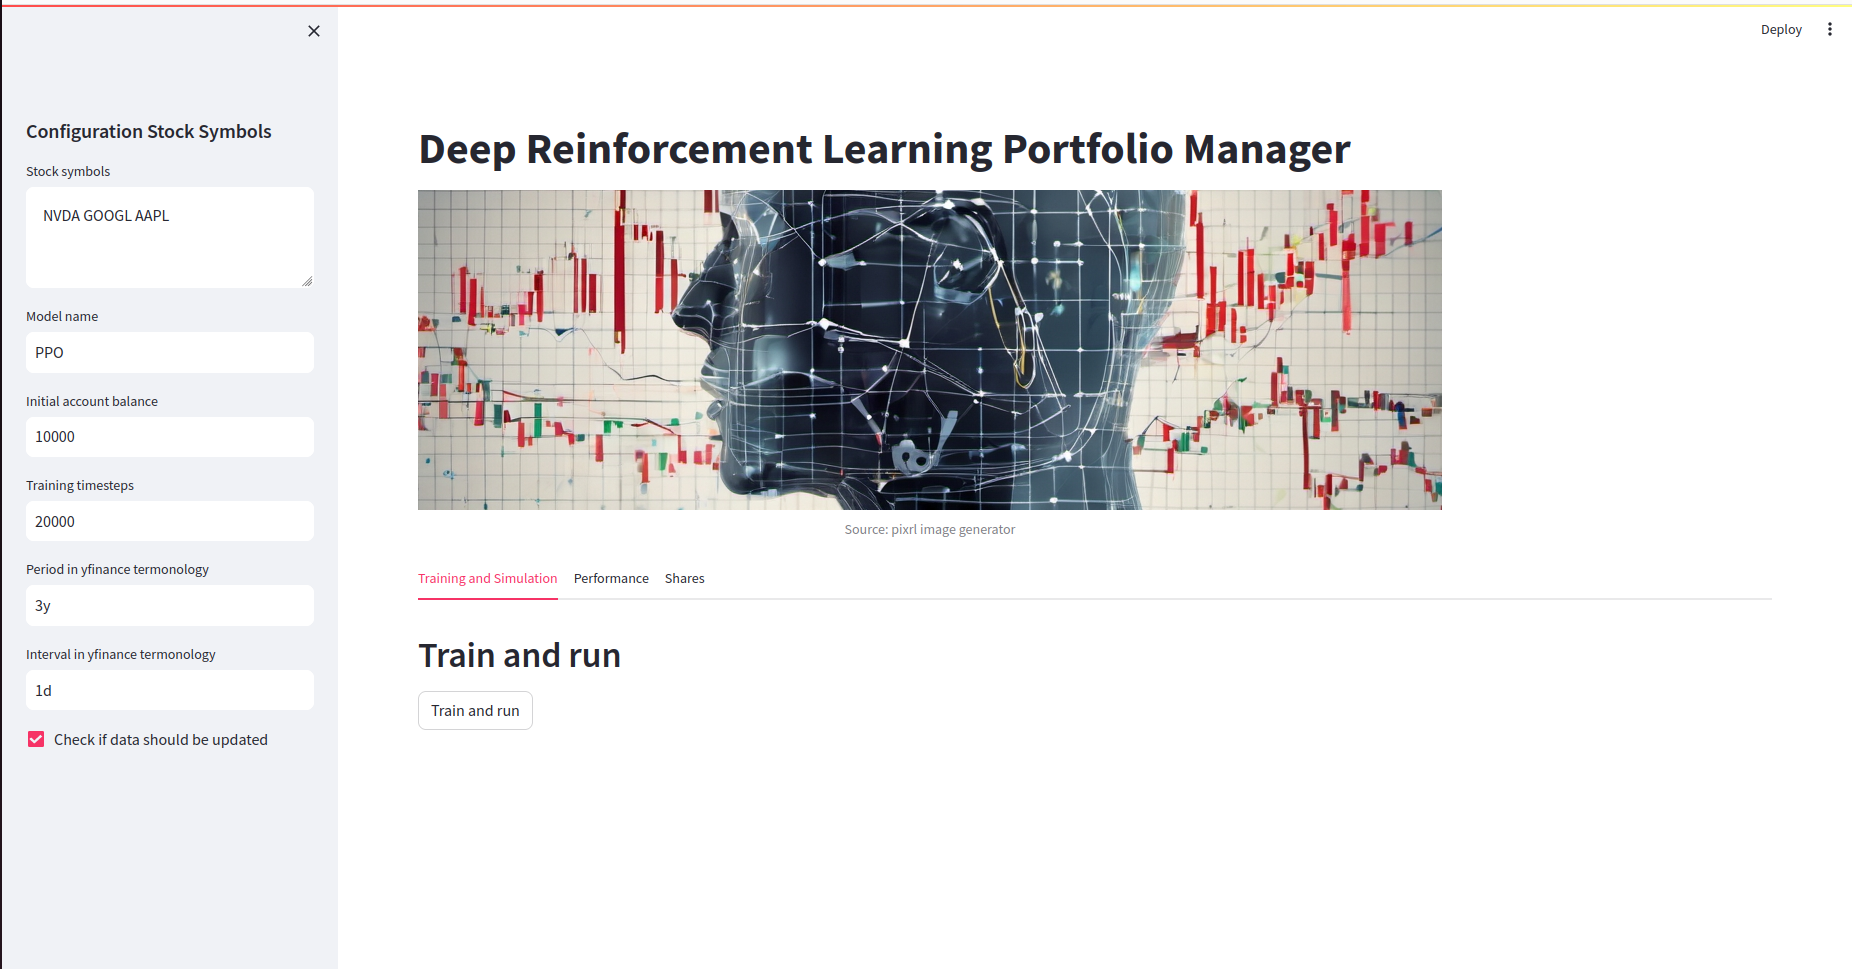 Deploy
Configuration Stock Symbols
Stock symbols
NVDA GOOGL AAPL
Model name
PPO
Initial account balance
10000
Training timesteps
20000
Period in yfinance termonology
3y
Interval in yfinance termonology
1d
Check if data should be updated
Deep Reinforcement Learning Portfolio Manager
Source: pixrl image generator
Training and Simulation Performance Shares
Train and run
Train and run